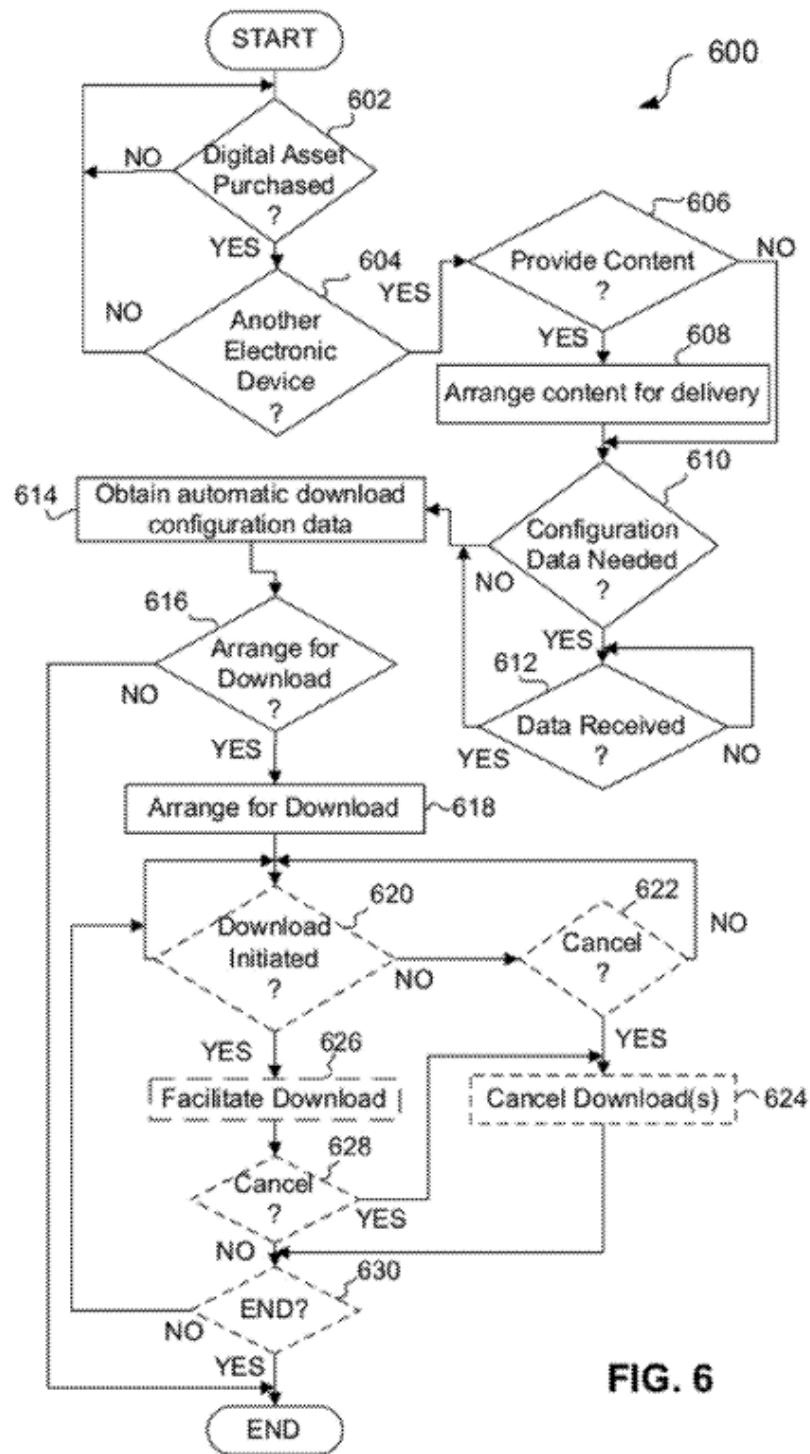 START
600
602
NO
Digital Asset
Purchased
?
YES
604
NO
Another
Electronic
Device
?
YES
606
Provide Content
?
NO
YES
608
Arrange content for delivery
610
Configuration
Data Needed
?
NO
YES
612
Data Received
?
YES
NO
614
Obtain automatic download
configuration data
616
Arrange for
Download
?
NO
YES
Arrange for Download
618
620
Download
Initiated
?
NO
622
Cancel
?
NO
YES
YES
626
Facilitate Download
Cancel Download(s)
624
628
Cancel
?
YES
NO
630
END?
NO
YES
END
FIG. 6